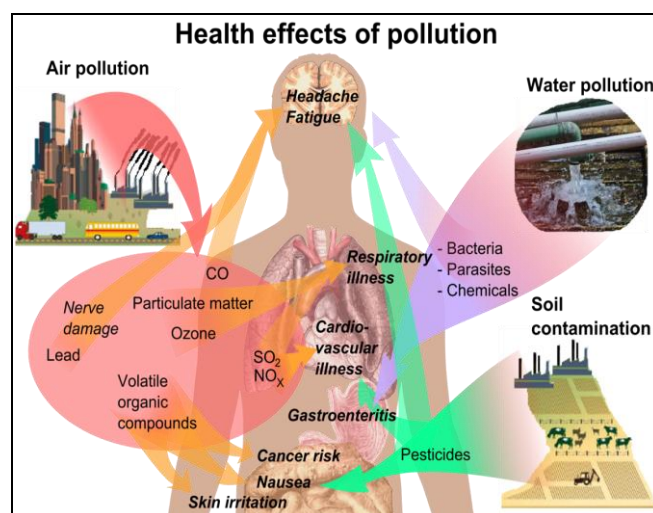 Health effects of pollution
Air pollution
Water pollution
Headache
Fatigue
- Bacteria
- Parasites
- Chemicals
CO
Respiratory
illness
Nerve
damage
Particulate matter
Ozone
Lead
Cardio-
vascular
illness
SO₂
NOₓ
Soil
contamination
Volatile
organic
compounds
Gastroenteritis
Pesticides
Cancer risk
Nausea
Skin irritation